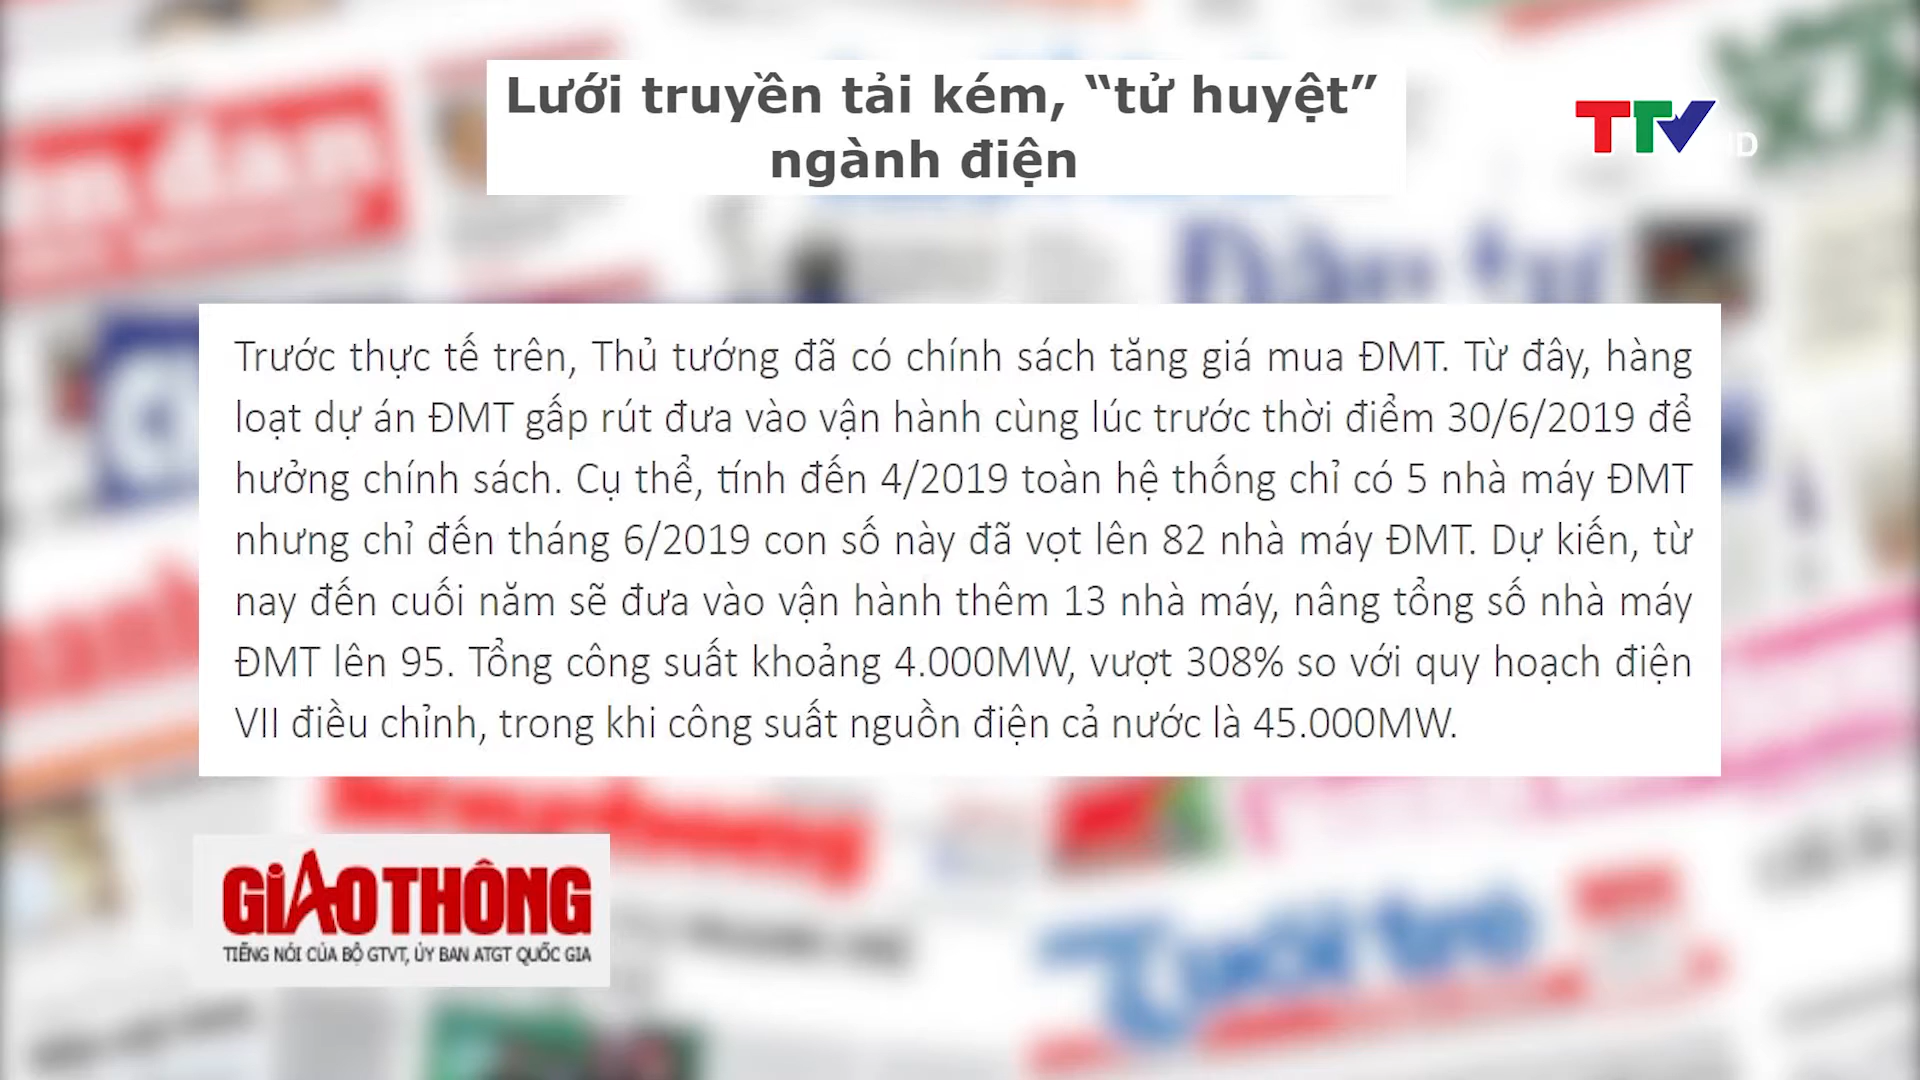 Lưới truyền tải kém, “tử huyệt”
ngành điện
TTV HD
Trước thực tế trên, Thủ tướng đã có chính sách tăng giá mua ĐMT. Từ đây, hàng
loạt dự án ĐMT gấp rút đưa vào vận hành cùng lúc trước thời điểm 30/6/2019 để
hưởng chính sách. Cụ thể, tính đến 4/2019 toàn hệ thống chỉ có 5 nhà máy ĐMT
nhưng chỉ đến tháng 6/2019 con số này đã vọt lên 82 nhà máy ĐMT. Dự kiến, từ
nay đến cuối năm sẽ đưa vào vận hành thêm 13 nhà máy, nâng tổng số nhà máy
ĐMT lên 95. Tổng công suất khoảng 4.000MW, vượt 308% so với quy hoạch điện
VII điều chỉnh, trong khi công suất nguồn điện cả nước là 45.000MW.
GIAO THÔNG
TIẾNG NÓI CỦA BỘ GTVT, ỦY BAN ATGT QUỐC GIA
Tuổi trẻ